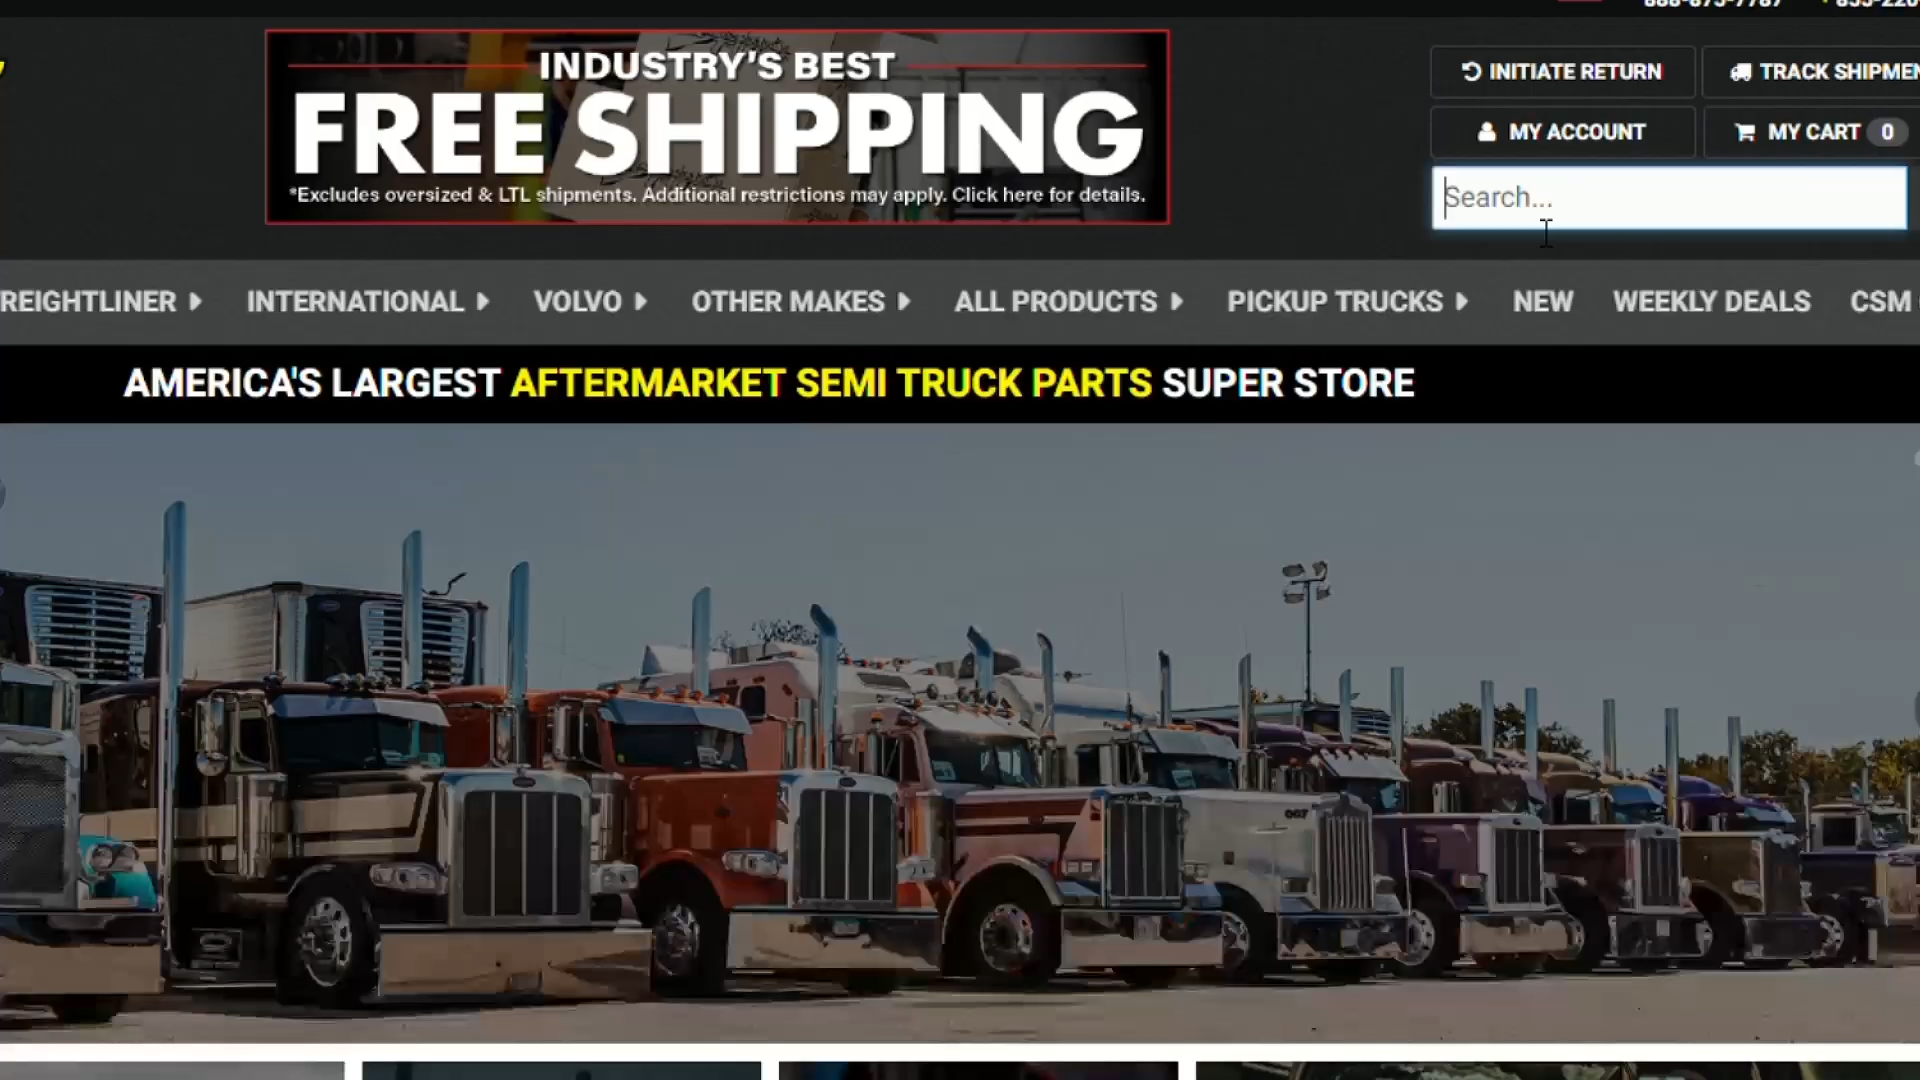 INDUSTRY'S BEST
FREE SHIPPING
*Excludes oversized & LTL shipments. Additional restrictions may apply. Click here for details.
INITIATE RETURN
TRACK
MY ACCOUNT
MY CART 0
Search...
INTERNATIONAL VOLVO OTHER MAKES ALL PRODUCTS PICKUP TRUCKS NEW WEEKLY DEALS CSM
AMERICA'S LARGEST AFTERMARKET SEMI TRUCK PARTS SUPER STORE